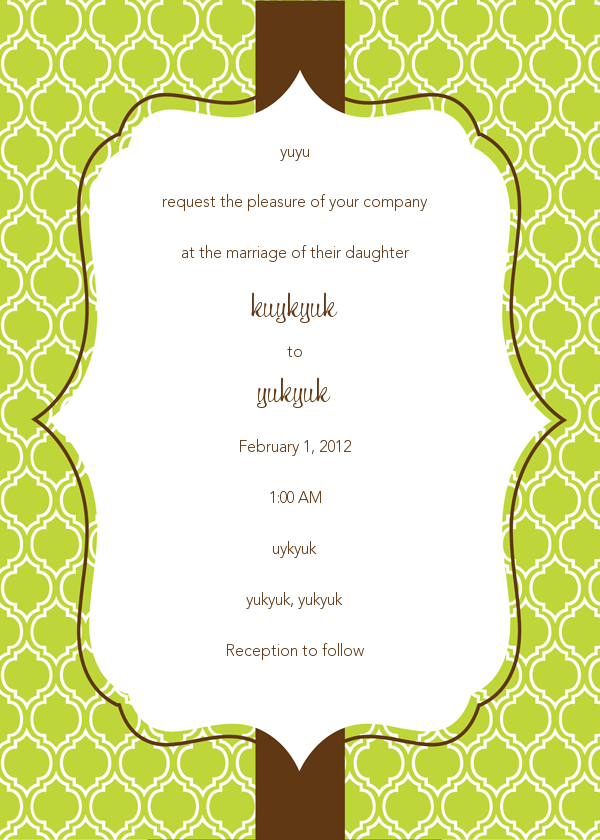 yuyu
request the pleasure of your company
at the marriage of their daughter
kuykyuk
to
yukyuk
February 1, 2012
1:00 AM
uykyuk
yukyuk, yukyuk
Reception to follow